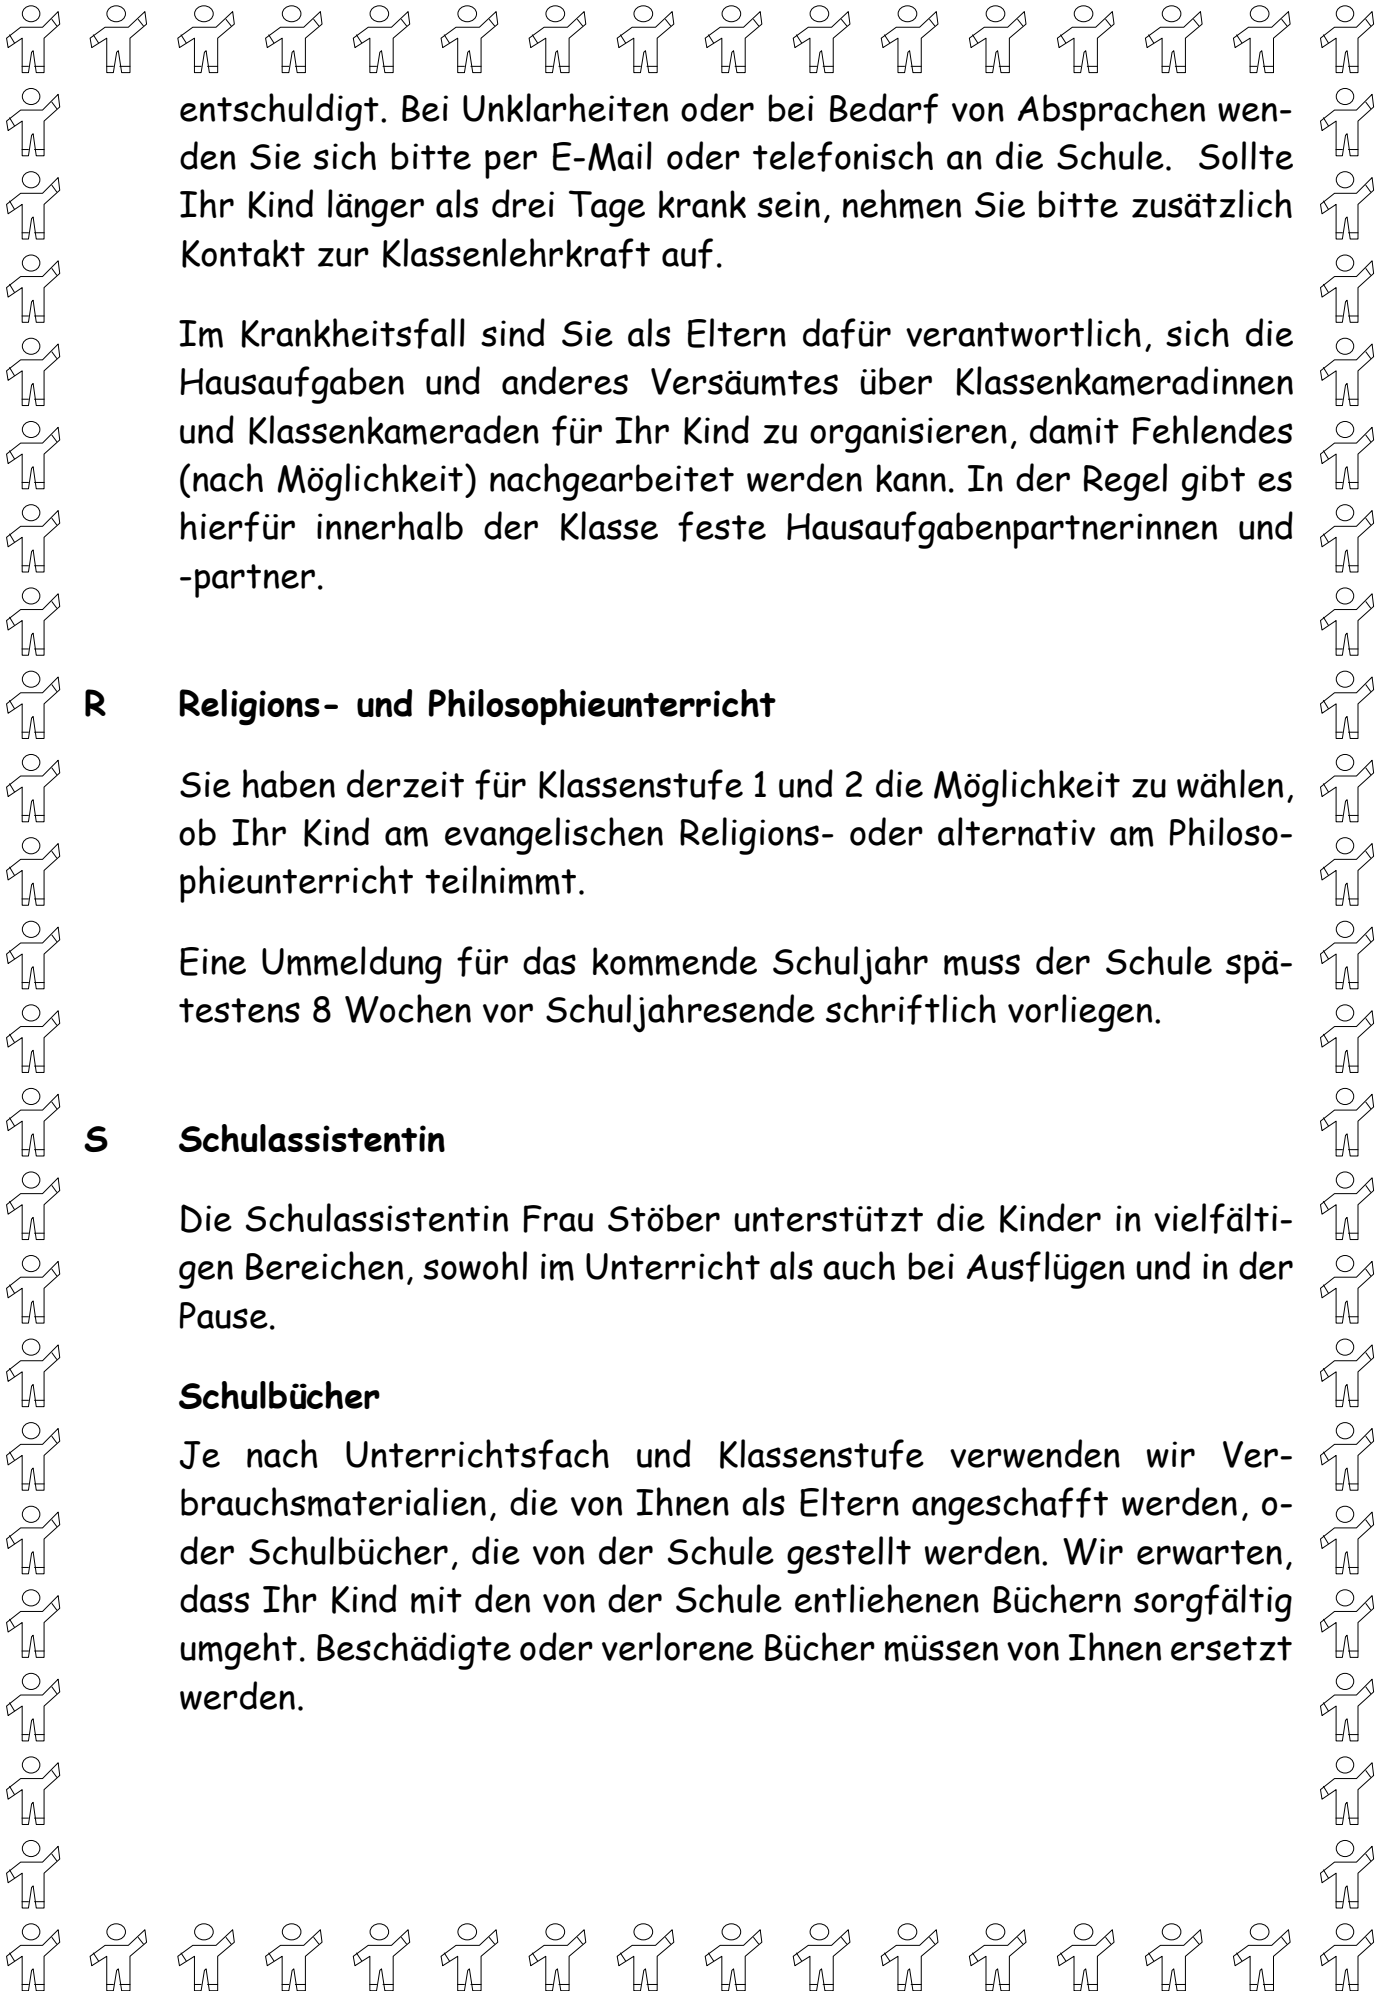 entschuldigt. Bei Unklarheiten oder bei Bedarf von Absprachen wen-
den Sie sich bitte per E-Mail oder telefonisch an die Schule.  Sollte
Ihr Kind länger als drei Tage krank sein, nehmen Sie bitte zusätzlich
Kontakt zur Klassenlehrkraft auf.
Im Krankheitsfall sind Sie als Eltern dafür verantwortlich, sich die
Hausaufgaben und anderes Versäumtes über Klassenkameradinnen
und Klassenkameraden für Ihr Kind zu organisieren, damit Fehlendes
(nach Möglichkeit) nachgearbeitet werden kann. In der Regel gibt es
hierfür innerhalb der Klasse feste Hausaufgabenpartnerinnen und
-partner.
R Religions- und Philosophieunterricht
Sie haben derzeit für Klassenstufe 1 und 2 die Möglichkeit zu wählen,
ob Ihr Kind am evangelischen Religions- oder alternativ am Philoso-
phieunterricht teilnimmt.
Eine Ummeldung für das kommende Schuljahr muss der Schule spä-
testens 8 Wochen vor Schuljahresende schriftlich vorliegen.
S Schulassistentin
Die Schulassistentin Frau Stöber unterstützt die Kinder in vielfälti-
gen Bereichen, sowohl im Unterricht als auch bei Ausflügen und in der
Pause.
Schulbücher
Je nach Unterrichtsfach und Klassenstufe verwenden wir Ver-
brauchsmaterialien, die von Ihnen als Eltern angeschafft werden, o-
der Schulbücher, die von der Schule gestellt werden. Wir erwarten,
dass Ihr Kind mit den von der Schule entliehenen Büchern sorgfältig
umgeht. Beschädigte oder verlorene Bücher müssen von Ihnen ersetzt
werden.